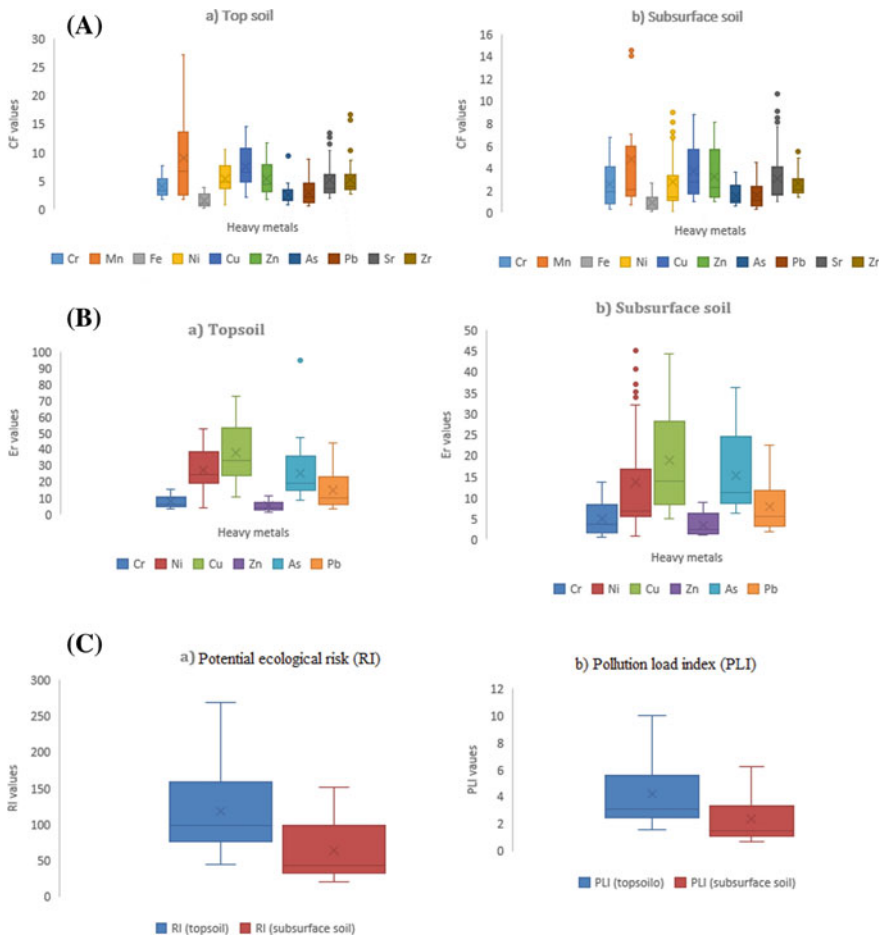 (A)
a) Top soil
30
25
20
15
10
5
0
CF values
Heavy metals
Cr Mn Fe Ni Cu Zn As Pb Sr Zr
b) Subsurface soil
16
14
12
10
8
6
4
2
0
CF values
Heavy metals
Cr Mn Fe Ni Cu Zn As Pb Sr Zr
(B)
a) Topsoil
100
90
80
70
60
50
40
30
20
10
0
Er values
Heavy metals
Cr Ni Cu Zn As Pb
b) Subsurface soil
50
45
40
35
30
25
20
15
10
5
0
Er values
Heavy metals
Cr Ni Cu Zn As Pb
(C)
a) Potential ecological risk (RI)
300
250
200
150
100
50
0
RI values
RI (topsoil) RI (subsurface soil)
b) Pollution load index (PLI)
12
10
8
6
4
2
0
PLI vaues
PLI (topsoilo) PLI (subsurface soil)